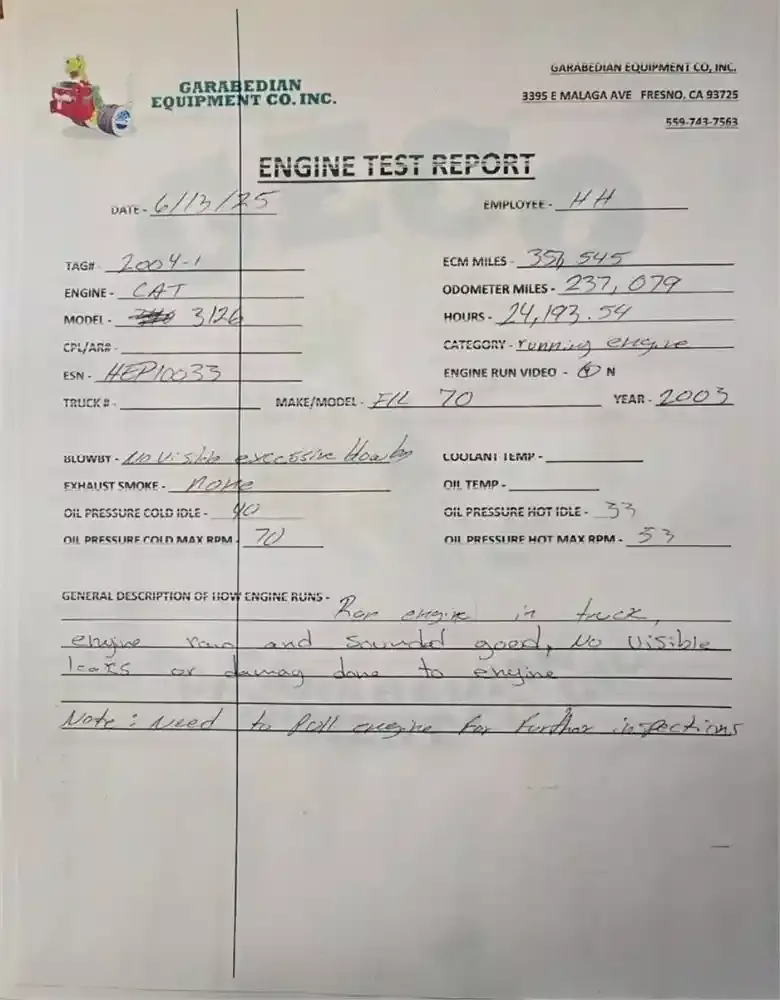 GARABEDIAN
EQUIPMENT CO. INC.
GARABEDIAN EQUIPMENT CO, INC.
3395 E MALAGA AVE FRESNO, CA 93725
559-743-7563
ENGINE TEST REPORT
DATE - 6/13/25 EMPLOYEE - HH
TAG# - 2004-1 ECM MILES - 351,545
ENGINE - CAT ODOMETER MILES - 237,079
MODEL - 3126 HOURS - 24,193.54
CPL/AR# - CATEGORY - running engine
ESN - HEP10033 ENGINE RUN VIDEO - Y N
TRUCK # - MAKE/MODEL - F/L 70 YEAR - 2003
BLOWBY - No visible excessive blowby COOLANT TEMP -
EXHAUST SMOKE - none OIL TEMP -
OIL PRESSURE COLD IDLE - 40 OIL PRESSURE HOT IDLE - 33
OIL PRESSURE COLD MAX RPM - 70 OIL PRESSURE HOT MAX RPM - 53
GENERAL DESCRIPTION OF HOW ENGINE RUNS -
Ran engine in truck,
engine ran and sounded good, No visible
leaks or damag done to engine
Note: Need to Pull engine for further inspections